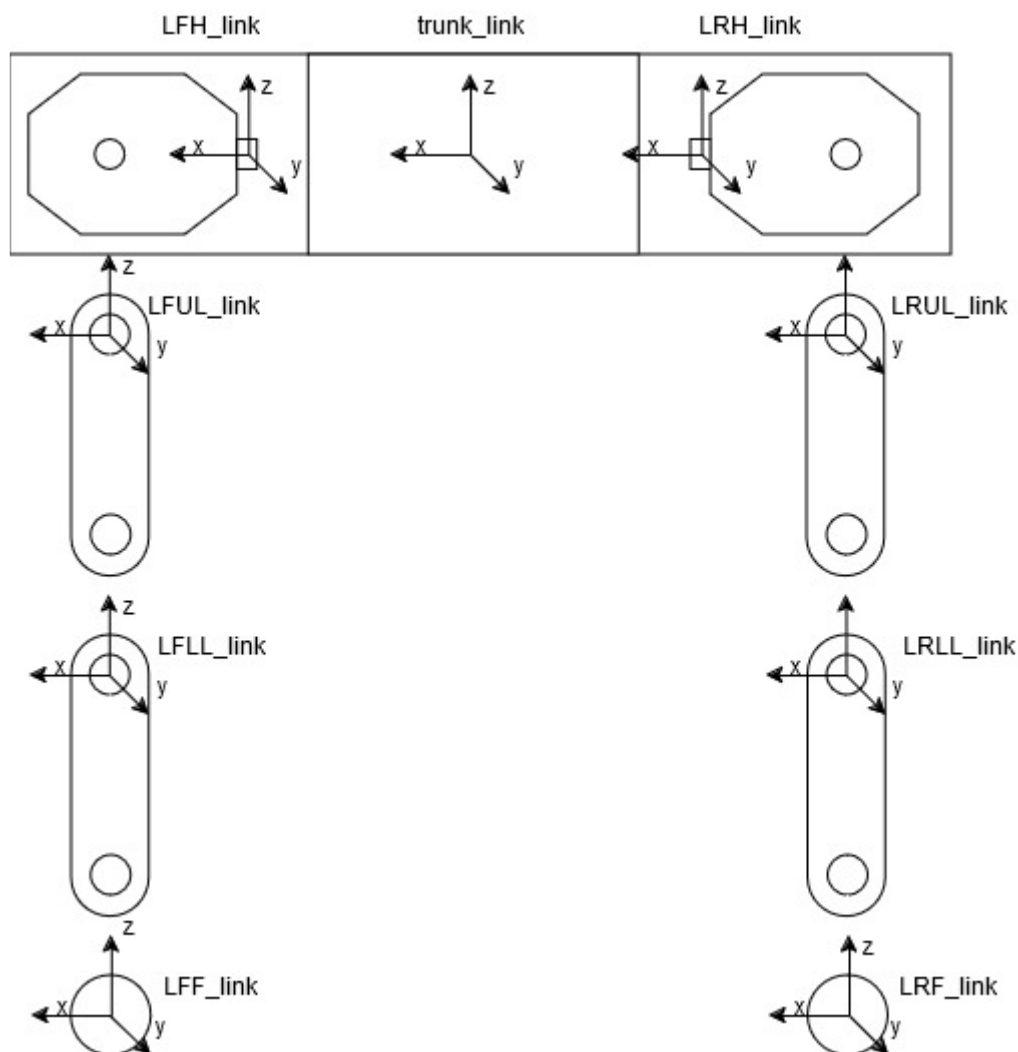 LFH_link trunk_link LRH_link
z z z
x x x
y y y
z
LFUL_link LRUL_link
x x
y y
z
LFLL_link LRLL_link
x x
y y
z z
LFF_link LRF_link
x x
y y